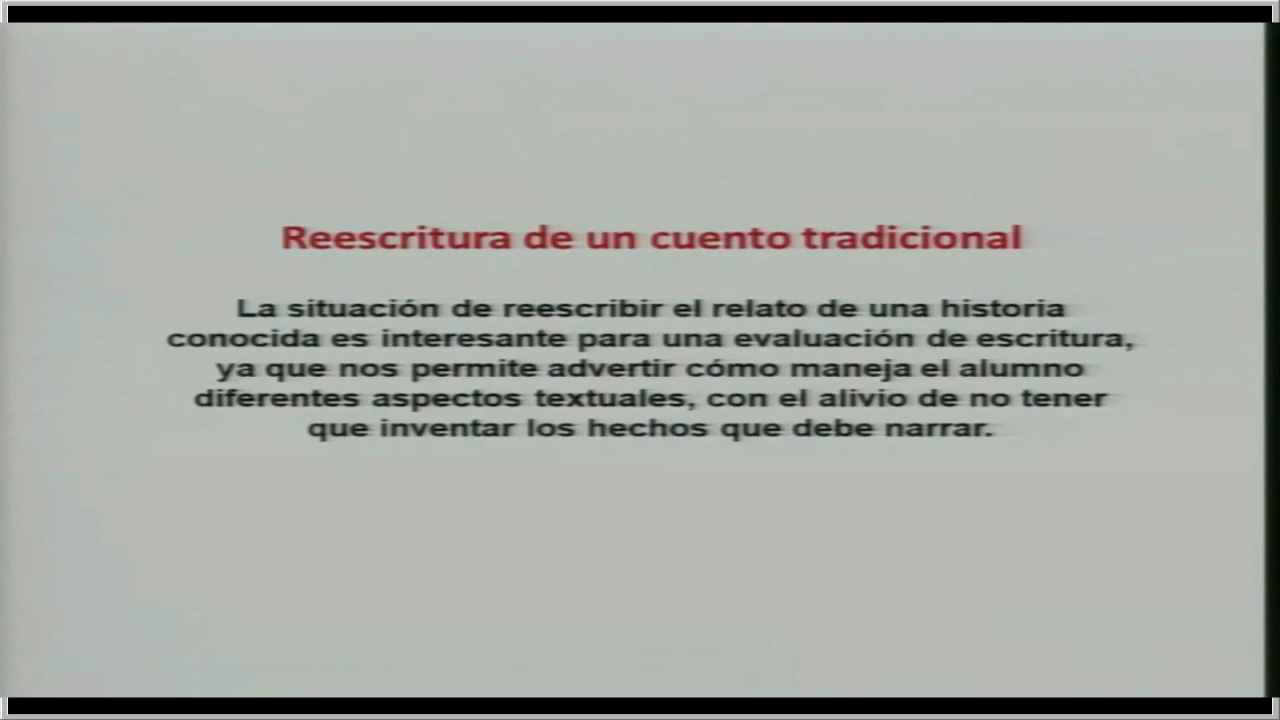 Reescritura de un cuento tradicional
La situación de reescribir el relato de una historia
conocida es interesante para una evaluación de escritura,
ya que nos permite advertir cómo maneja el alumno
diferentes aspectos textuales, con el alivio de no tener
que inventar los hechos que debe narrar.